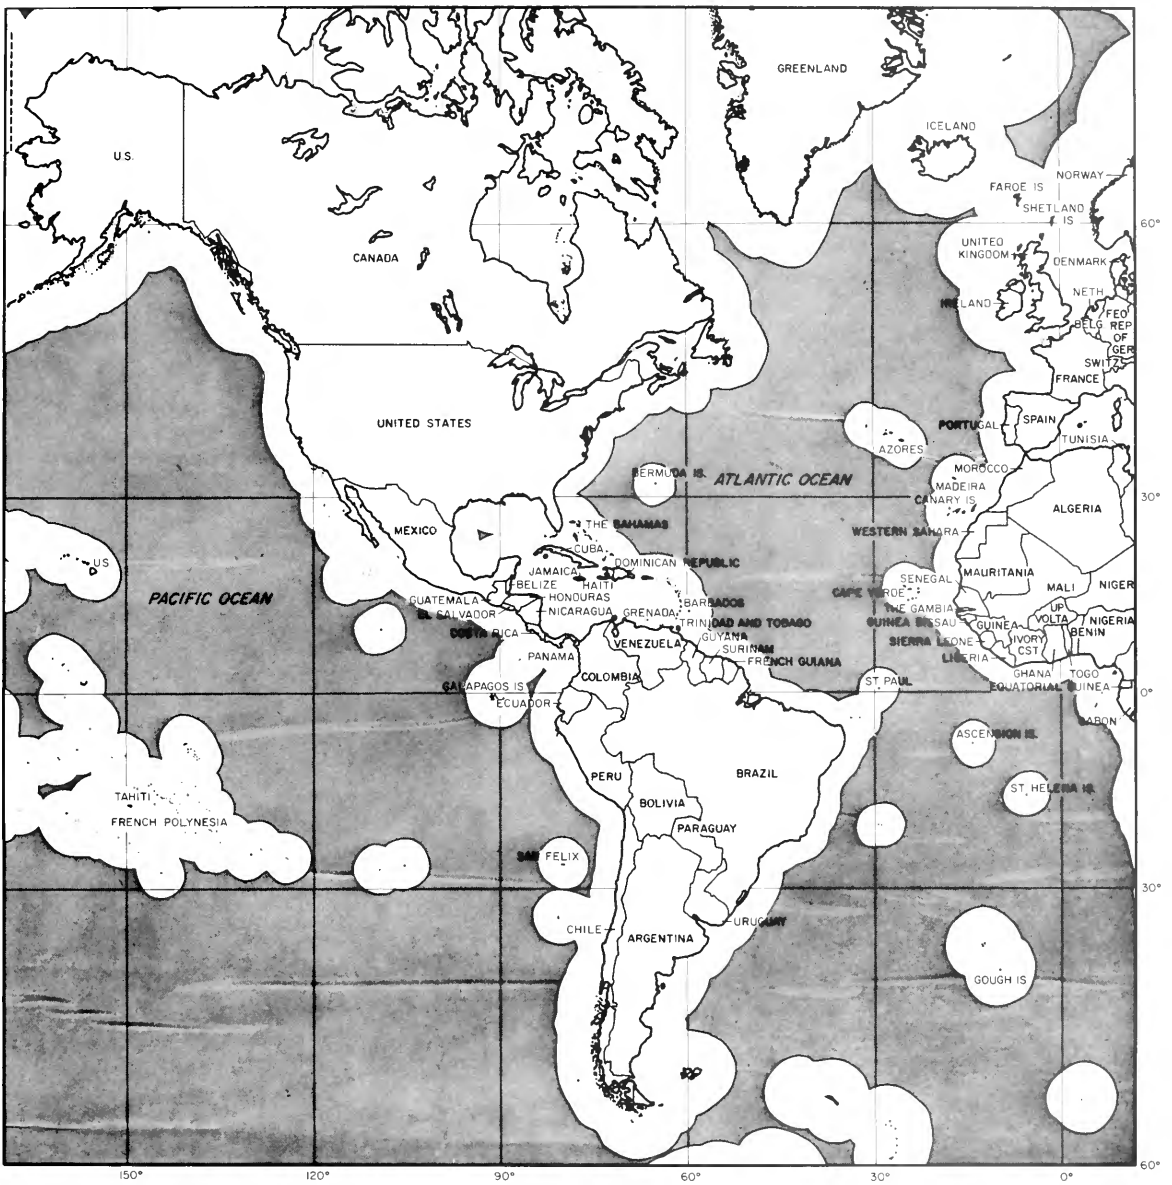 GREENLAND
ICELAND
U.S.
NORWAY
FAROE IS
SHETLAND
IS
60°
UNITED
KINGDOM
CANADA
DENMARK
NETH
IRELAND
FED
REP
OF
GER
BELG
SWITZ
FRANCE
UNITED STATES
PORTUGAL
SPAIN
AZORES
TUNISIA
BERMUDA IS.
ATLANTIC OCEAN
MOROCCO
MADEIRA
CANARY IS
30°
ALGERIA
MEXICO
THE BAHAMAS
WESTERN SAHARA
CUBA
US
DOMINICAN REPUBLIC
JAMAICA
MAURITANIA
SENEGAL
BELIZE
HAITI
MALI
NIGER
PACIFIC OCEAN
GUATEMALA
HONDURAS
CAPE VERDE
BARBADOS
EL SALVADOR
NICARAGUA
GRENADA
THE GAMBIA
UP
VOLTA
TRINIDAD AND TOBAGO
GUINEA BISSAU
GUINEA
NIGERIA
COSTA RICA
VENEZUELA
GUYANA
SIERRA LEONE
IVORY
CST
BENIN
SURINAM
PANAMA
FRENCH GUIANA
LIBERIA
COLOMBIA
GHANA
TOGO
ST PAUL
GALAPAGOS IS
EQUATORIAL GUINEA
0°
ECUADOR
GABON
ASCENSION IS.
PERU
BRAZIL
ST HELENA IS.
TAHITI
BOLIVIA
FRENCH POLYNESIA
PARAGUAY
SAN FELIX
30°
URUGUAY
CHILE
ARGENTINA
GOUGH IS
60°
150°
120°
90°
60°
30°
0°